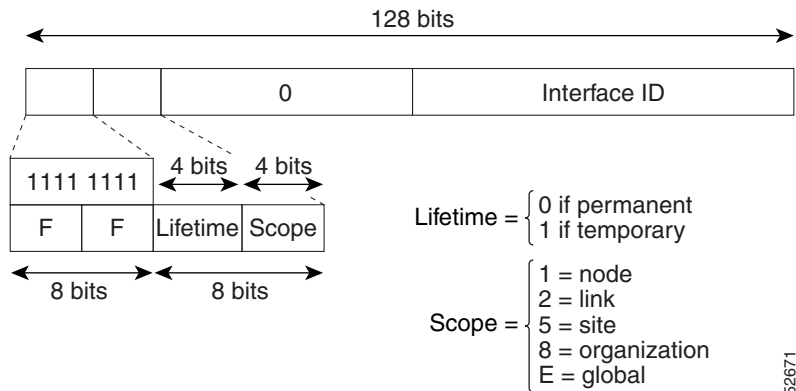 128 bits
0 Interface ID
4 bits 4 bits
1111 1111
F F Lifetime Scope
8 bits 8 bits
Lifetime = 0 if permanent
1 if temporary
Scope = 1 = node
2 = link
5 = site
8 = organization
E = global
52671